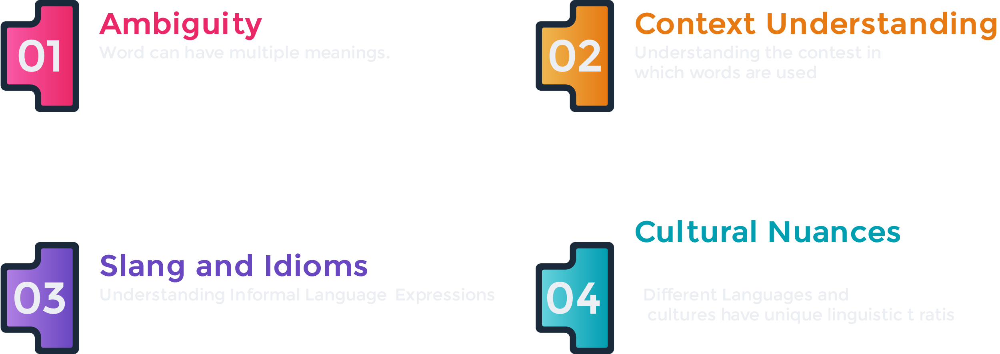 01
Ambiguity
Word can have multiple meanings.
02
Context Understanding
Understanding the contest in
which words are used
03
Slang and Idioms
Understanding Informal Language Expressions
04
Cultural Nuances
Different Languages and
cultures have unique linguistic t t ratis